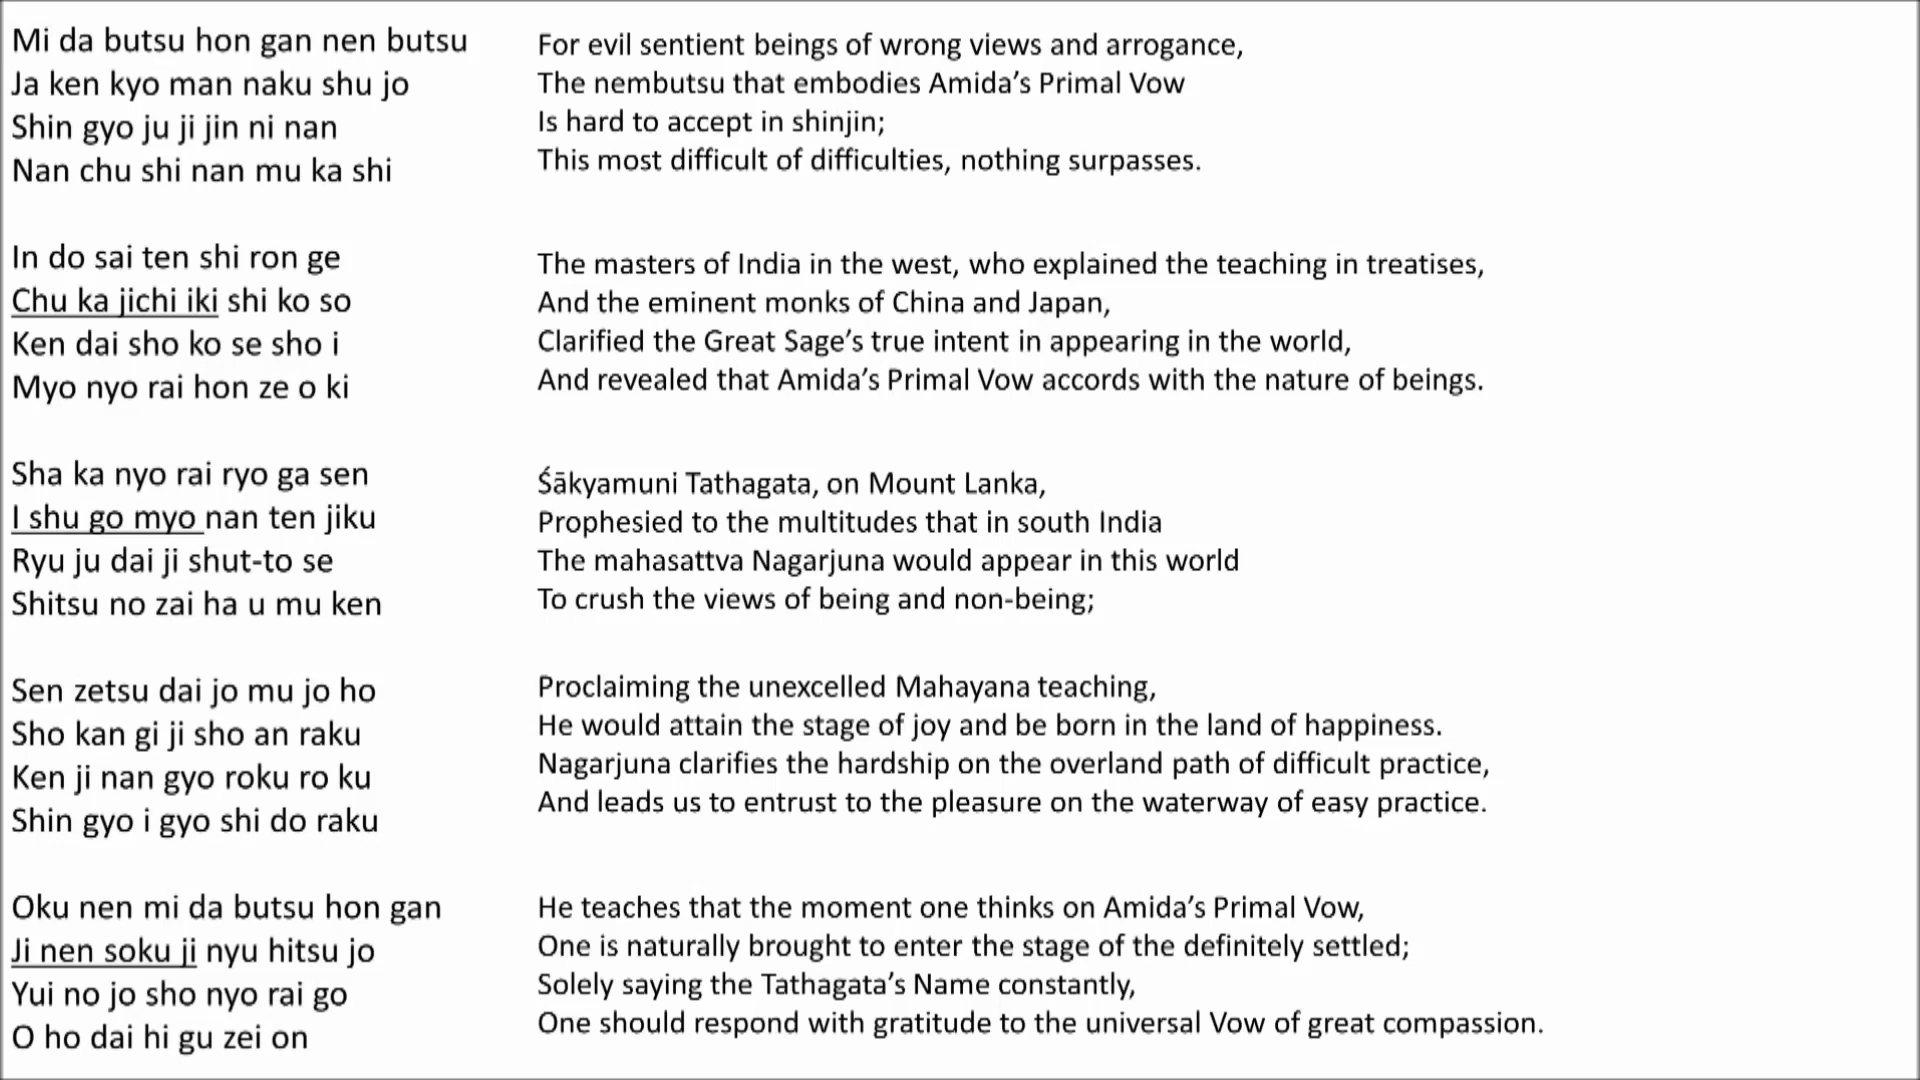 Mi da butsu hon gan nen butsu
Ja ken kyo man naku shu jo
Shin gyo ju ji jin ni nan
Nan chu shi nan mu ka shi
For evil sentient beings of wrong views and arrogance,
The nembutsu that embodies Amida’s Primal Vow
Is hard to accept in shinjin;
This most difficult of difficulties, nothing surpasses.
In do sai ten shi ron ge
Chu ka jichi iki shi ko so
Ken dai sho ko se sho i
Myo nyo rai hon ze o ki
The masters of India in the west, who explained the teaching in treatises,
And the eminent monks of China and Japan,
Clarified the Great Sage’s true intent in appearing in the world,
And revealed that Amida’s Primal Vow accords with the nature of beings.
Sha ka nyo rai ryo ga sen
I shu go myo nan ten jiku
Ryu ju dai ji shut-to se
Shitsu no zai ha u mu ken
Śākyamuni Tathagata, on Mount Lanka,
Prophesied to the multitudes that in south India
The mahasattva Nagarjuna would appear in this world
To crush the views of being and non-being;
Sen zetsu dai jo mu jo ho
Sho kan gi ji sho an raku
Ken ji nan gyo roku ro ku
Shin gyo i gyo shi do raku
Proclaiming the unexcelled Mahayana teaching,
He would attain the stage of joy and be born in the land of happiness.
Nagarjuna clarifies the hardship on the overland path of difficult practice,
And leads us to entrust to the pleasure on the waterway of easy practice.
Oku nen mi da butsu hon gan
Ji nen soku ji nyu hitsu jo
Yui no jo sho nyo rai go
O ho dai hi gu zei on
He teaches that the moment one thinks on Amida’s Primal Vow,
One is naturally brought to enter the stage of the definitely settled;
Solely saying the Tathagata’s Name constantly,
One should respond with gratitude to the universal Vow of great compassion.